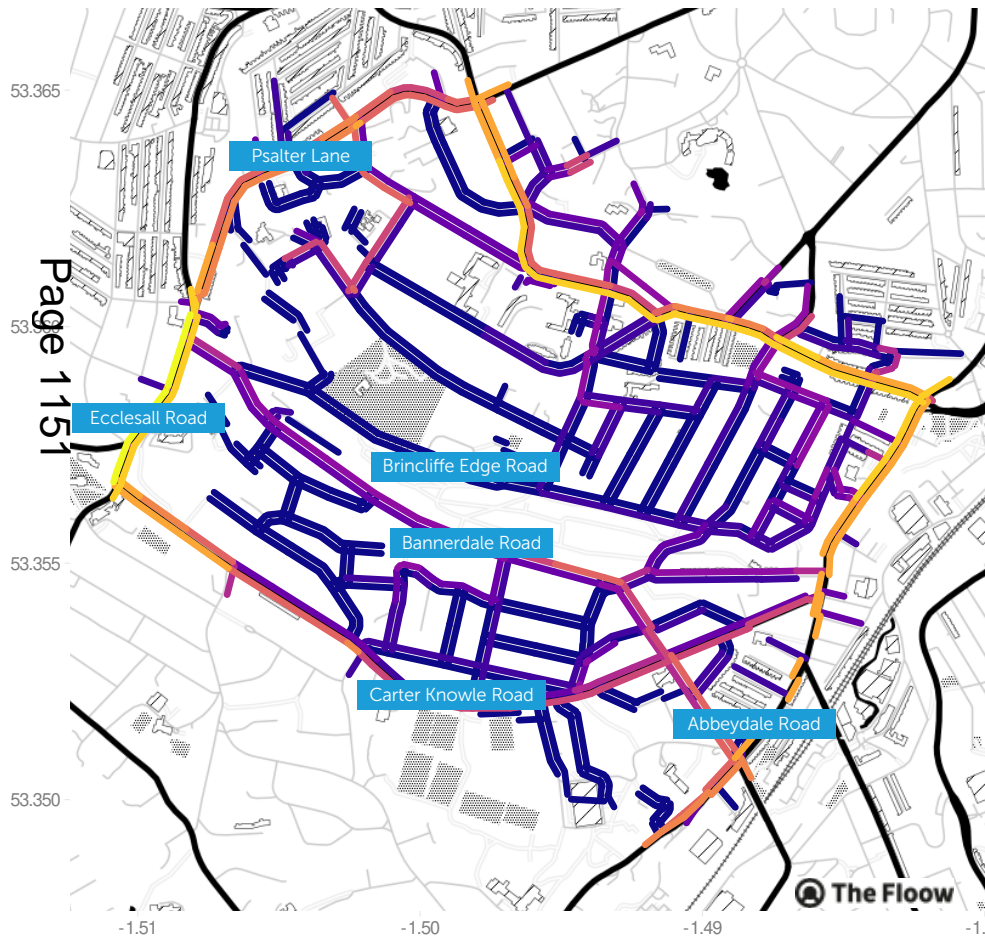 53.365
Psalter Lane
Page 1151
Ecclesall Road
Brincliffe Edge Road
Bannerdale Road
53.355
Carter Knowle Road
Abbeydale Road
53.350
The Floow
-1.51
-1.50
-1.49